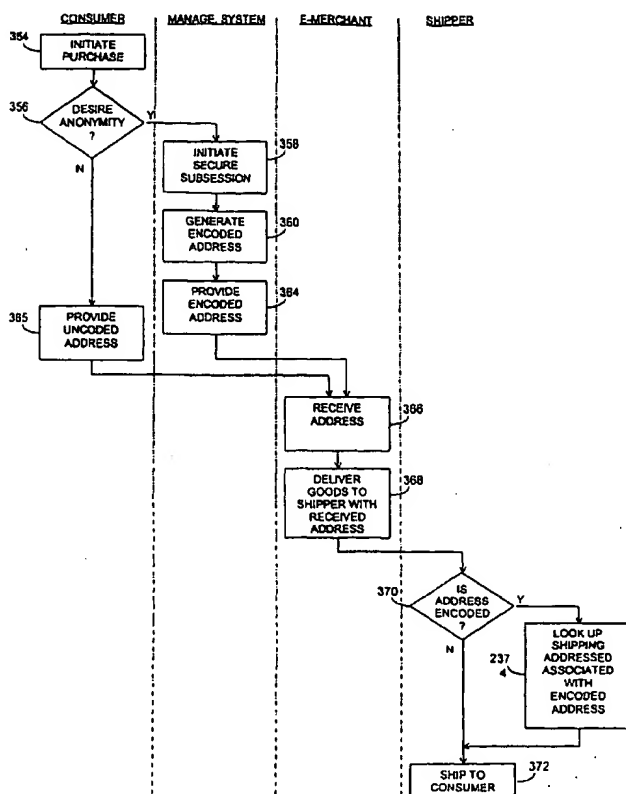 CONSUMER MANAGE. SYSTEM E-MERCHANT SHIPPER
354
INITIATE
PURCHASE
356
DESIRE
ANONYMITY
?
Y
N
358
INITIATE
SECURE
SUBSESSION
360
GENERATE
ENCODED
ADDRESS
364
PROVIDE
ENCODED
ADDRESS
365
PROVIDE
UNCODED
ADDRESS
366
RECEIVE
ADDRESS
368
DELIVER
GOODS TO
SHIPPER WITH
RECEIVED
ADDRESS
370
IS
ADDRESS
ENCODED
?
Y
N
237
4
LOOK UP
SHIPPING
ADDRESSED
ASSOCIATED
WITH
ENCODED
ADDRESS
372
SHIP TO
CONSUMER